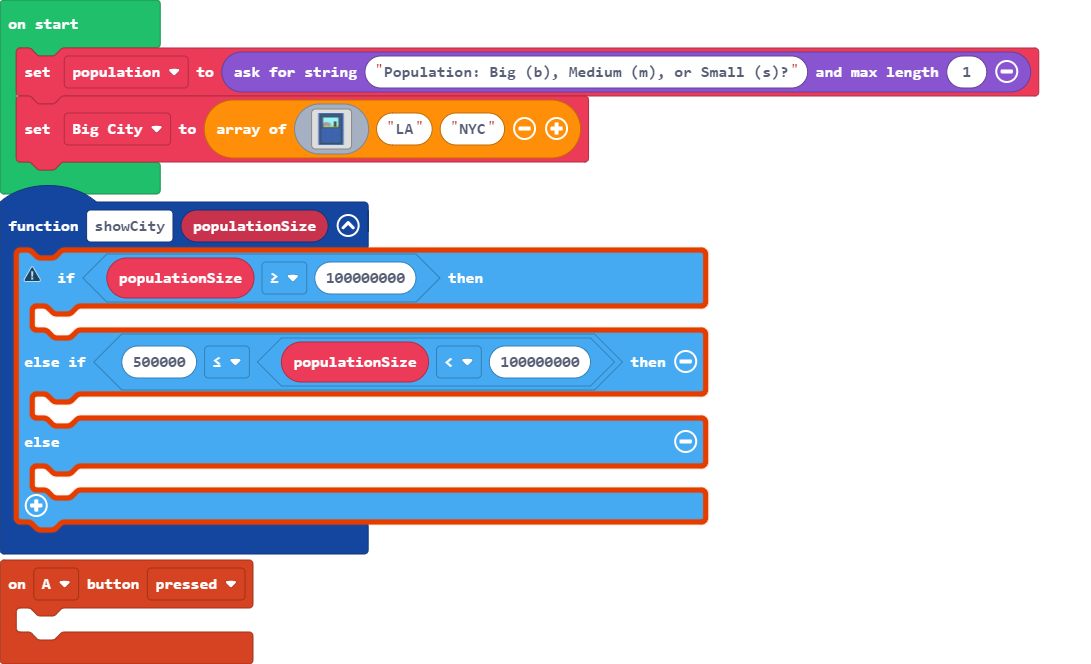 on start
set population to ask for string "Population: Big (b), Medium (m), or Small (s)?" and max length 1
set Big City to array of "LA" "NYC"
function showCity populationSize
if populationSize ≥ 100000000 then
else if 500000 ≤ populationSize < 100000000 then
else
on A button pressed